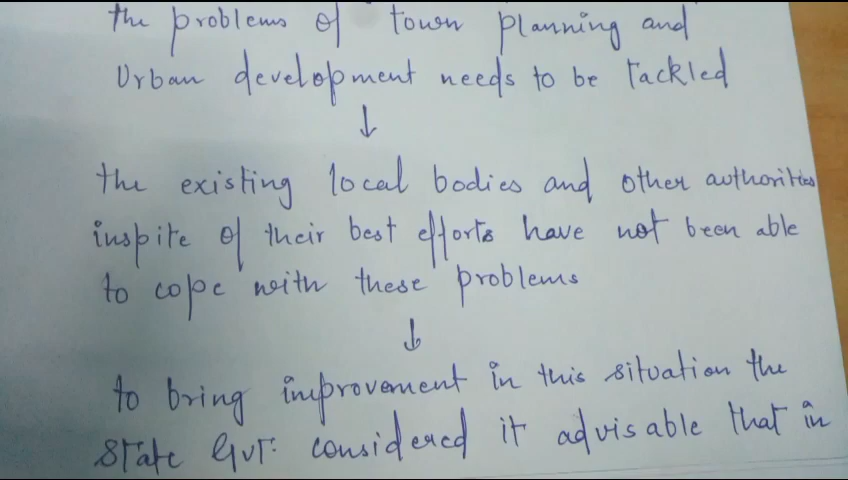 the problems of town planning and
Urban development needs to be tackled
↓
the existing local bodies and other authorities
inspite of their best efforts have not been able
to cope with these problems
↓
to bring improvement in this situation the
State Gvt. considered it advisable that in